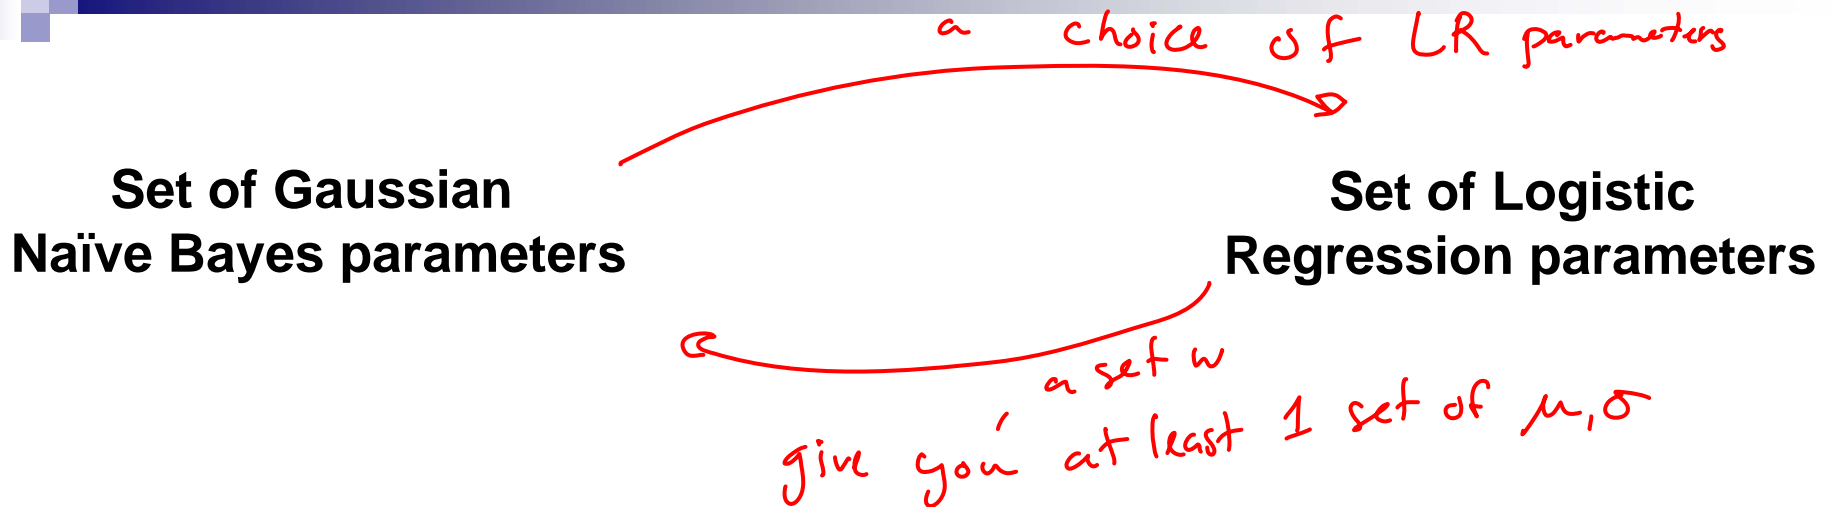 a choice of LR parameters
Set of Gaussian
Naïve Bayes parameters
Set of Logistic
Regression parameters
a set w
give you at least 1 set of μ,σ